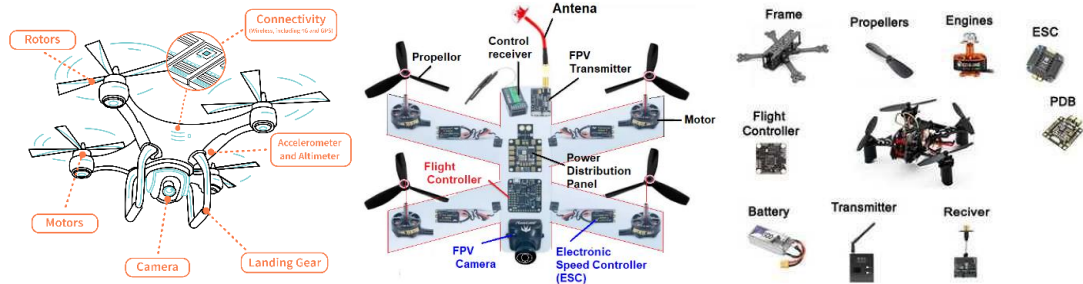 Connectivity
(Wireless, including 4G and GPS)
Rotors
Accelerometer
and Altimeter
Motors
Camera
Landing Gear
Antena
Control
receiver
FPV
Transmitter
Propellor
Motor
Power
Distribution
Panel
Flight
Controller
FPV
Camera
Electronic
Speed Controller
(ESC)
Frame
Propellers
Engines
ESC
Flight
Controller
PDB
Battery
Transmitter
Reciver